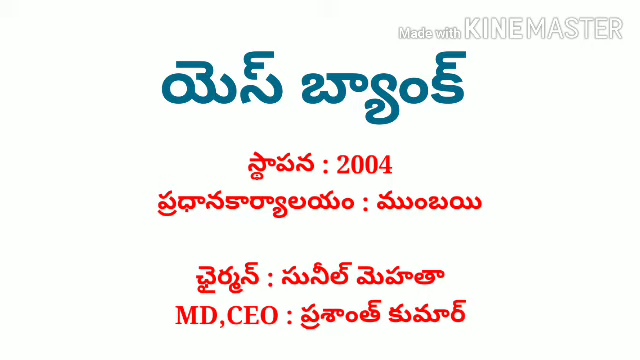 Made with KINEMASTER
యెస్ బ్యాంక్
స్థాపన : 2004
ప్రధానకార్యాలయం : ముంబయి
ఛైర్మన్ : సునీల్ మెహతా
MD,CEO : ప్రశాంత్ కుమార్